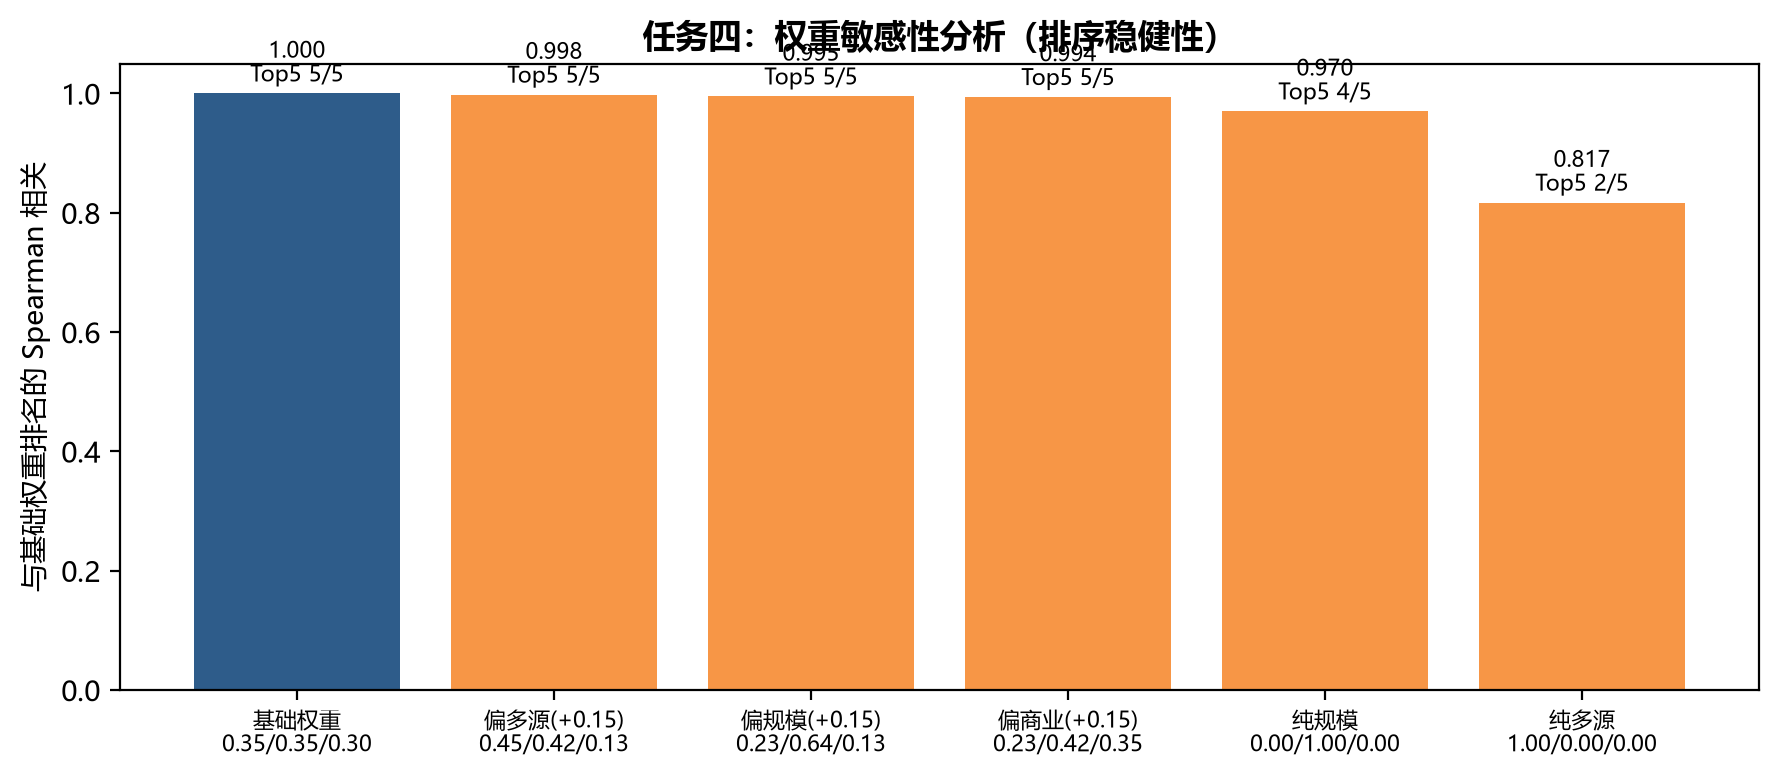 任务四：权重敏感性分析（排序稳健性）
与基础权重排名的 Spearman 相关
1.0
0.8
0.6
0.4
0.2
0.0
1.000
Top5 5/5
0.998
Top5 5/5
0.995
Top5 5/5
0.994
Top5 5/5
0.970
Top5 4/5
0.817
Top5 2/5
基础权重
0.35/0.35/0.30
偏多源(+0.15)
0.45/0.42/0.13
偏规模(+0.15)
0.23/0.64/0.13
偏商业(+0.15)
0.23/0.42/0.35
纯规模
0.00/1.00/0.00
纯多源
1.00/0.00/0.00